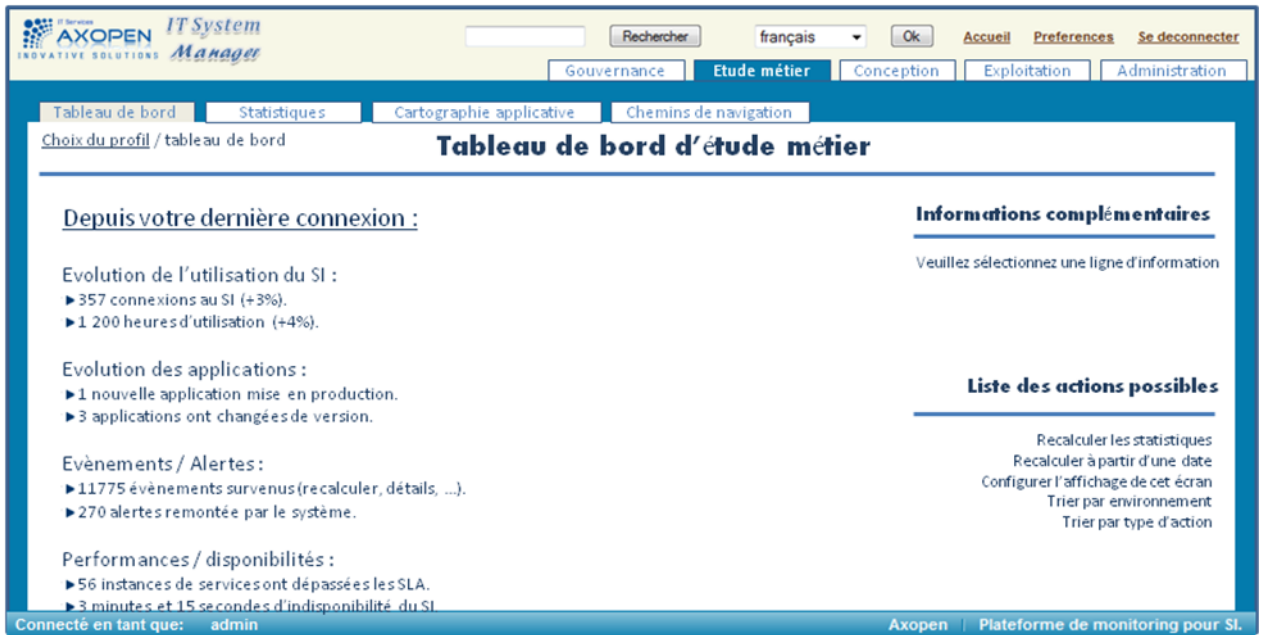 IT Services
AXOPEN
INOVATIVE SOLUTIONS
IT System
Manager
Rechercher
français
Ok
Accueil Preferences Se deconnecter
Gouvernance Etude métier Conception Exploitation Administration
Tableau de bord Statistiques Cartographie applicative Chemins de navigation
Choix du profil / tableau de bord
Tableau de bord d'étude métier
Depuis votre dernière connexion :
Evolution de l'utilisation du SI :
►357 connexions au SI (+3%).
►1 200 heures d'utilisation (+4%).
Evolution des applications :
►1 nouvelle application mise en production.
►3 applications ont changées de version.
Evènements / Alertes :
►11775 évènements survenus (recalculer, détails, ...).
►270 alertes remontée par le système.
Performances / disponibilités :
►56 instances de services ont dépassées les SLA.
►3 minutes et 15 secondes d'indisponibilité du SI.
Informations complémentaires
Veuillez sélectionnez une ligne d'information
Liste des actions possibles
Recalculer les statistiques
Recalculer à partir d'une date
Configurer l'affichage de cet écran
Trier par environnement
Trier par type d'action
Connecté en tant que: admin
Axopen | Plateforme de monitoring pour SI.